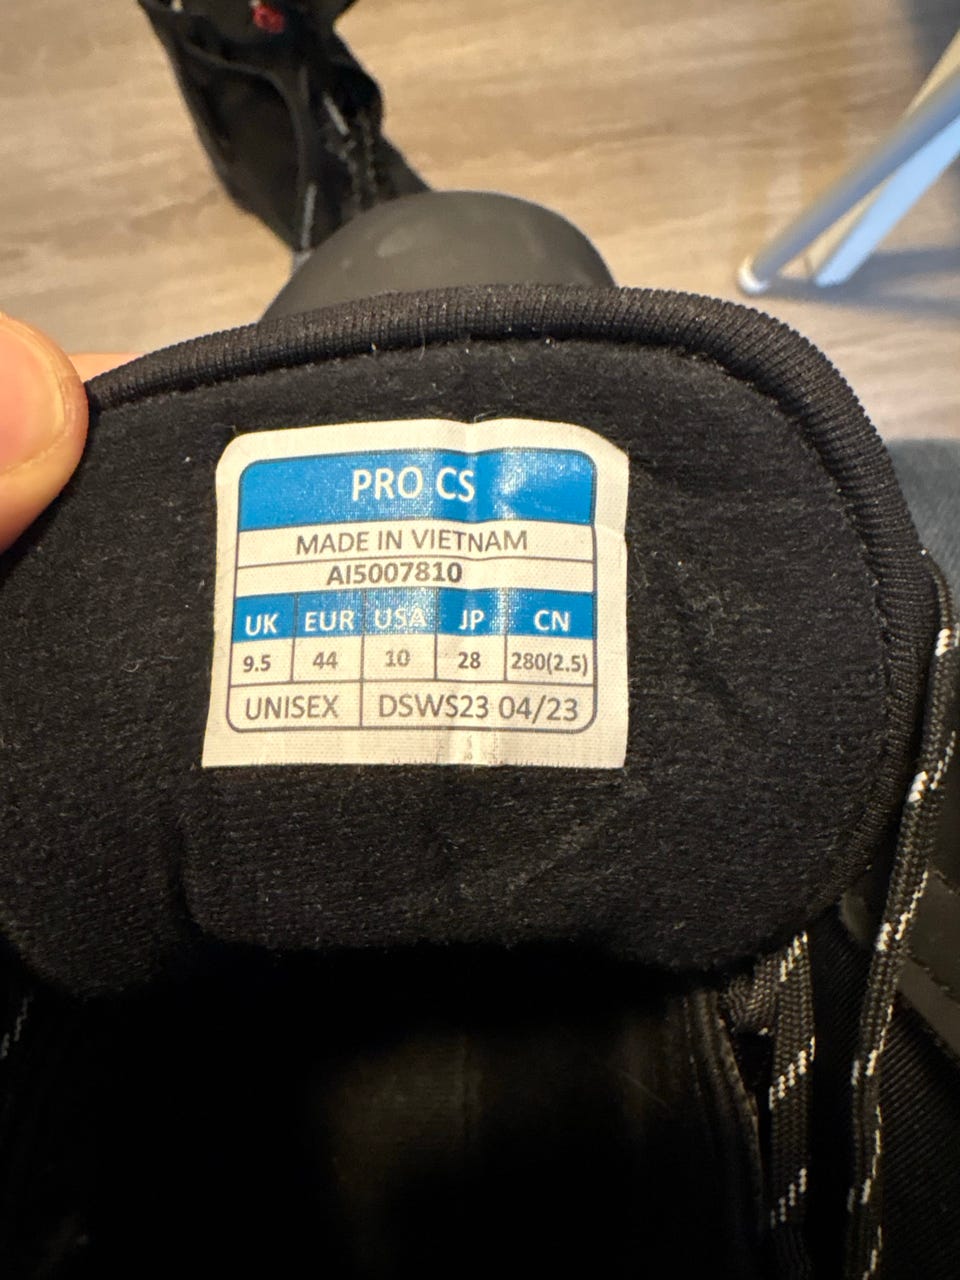 PRO CS
MADE IN VIETNAM
AI5007810
UK EUR USA JP CN
9.5 44 10 28 280(2.5)
UNISEX DSWS23 04/23